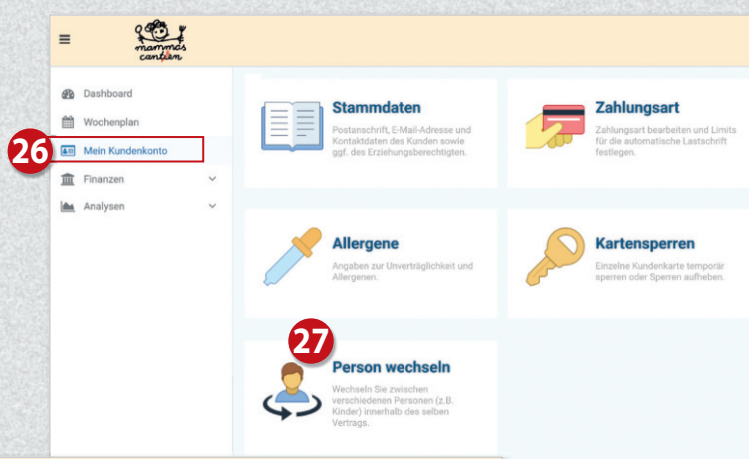 mammas
canteen
Dashboard
Wochenplan
26
Mein Kundenkonto
Finanzen
Analysen
Stammdaten
Postanschrift, E-Mail-Adresse und
Kontaktdaten des Kunden sowie
ggf. des Erziehungsberechtigten.
Zahlungsart
Zahlungsart bearbeiten und Limits
für die automatische Lastschrift
festlegen.
Allergene
Angaben zur Unverträglichkeit und
Allergenen.
Kartensperren
Einzelne Kundenkarte temporär
sperren oder Sperren aufheben.
27
Person wechseln
Wechseln Sie zwischen
verschiedenen Personen (z.B.
Kinder) innerhalb des selben
Vertrags.